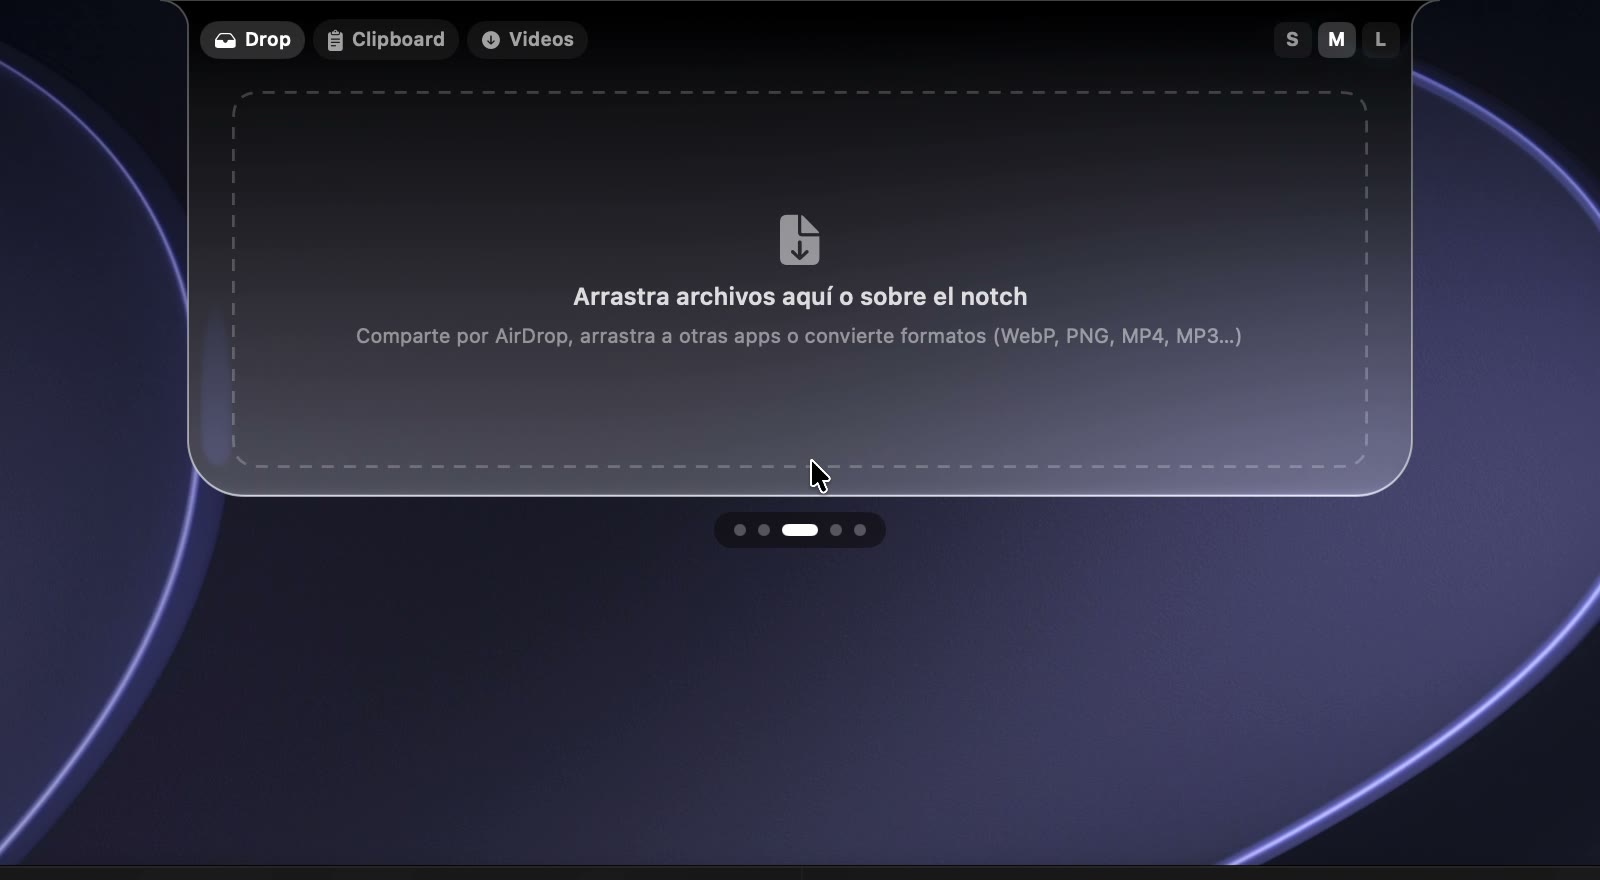 Drop Clipboard Videos S M L
Arrastra archivos aquí o sobre el notch
Comparte por AirDrop, arrastra a otras apps o convierte formatos (WebP, PNG, MP4, MP3...)